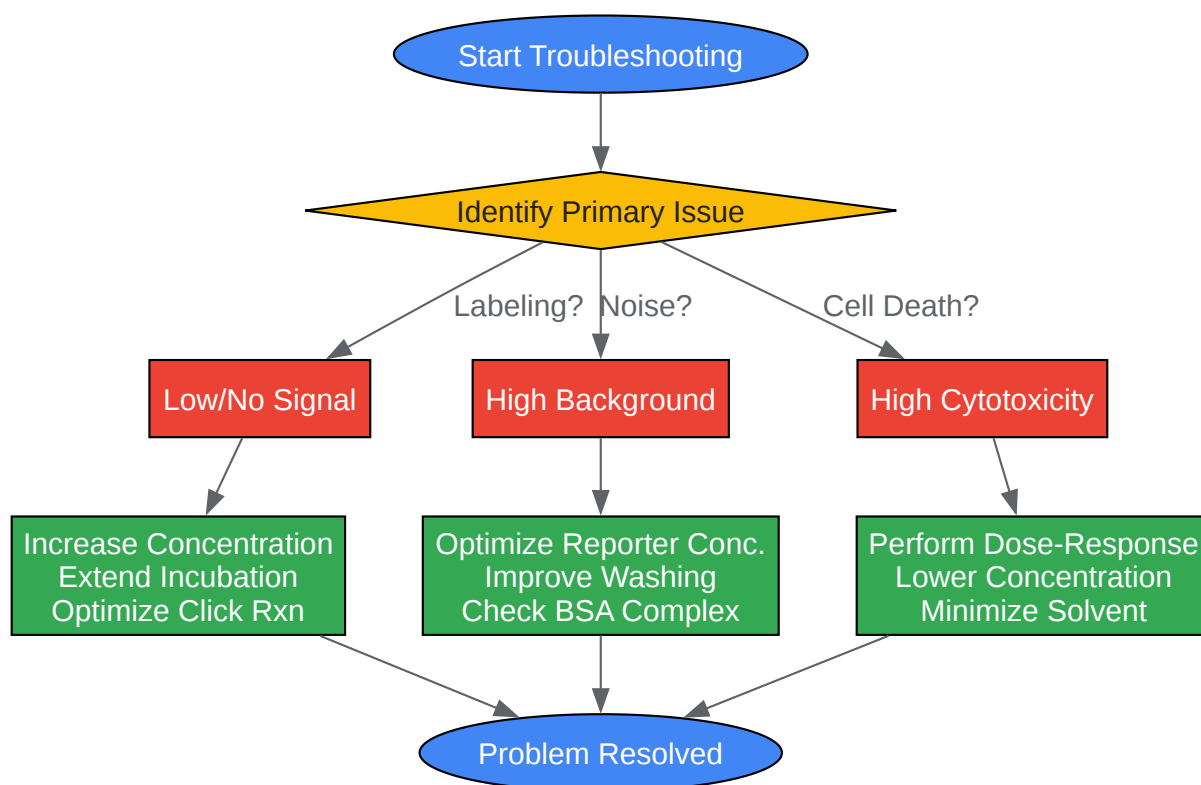 Start Troubleshooting
Identify Primary Issue
Labeling?
Noise?
Cell Death?
Low/No Signal
High Background
High Cytotoxicity
Increase Concentration
Extend Incubation
Optimize Click Rxn
Optimize Reporter Conc.
Improve Washing
Check BSA Complex
Perform Dose-Response
Lower Concentration
Minimize Solvent
Problem Resolved